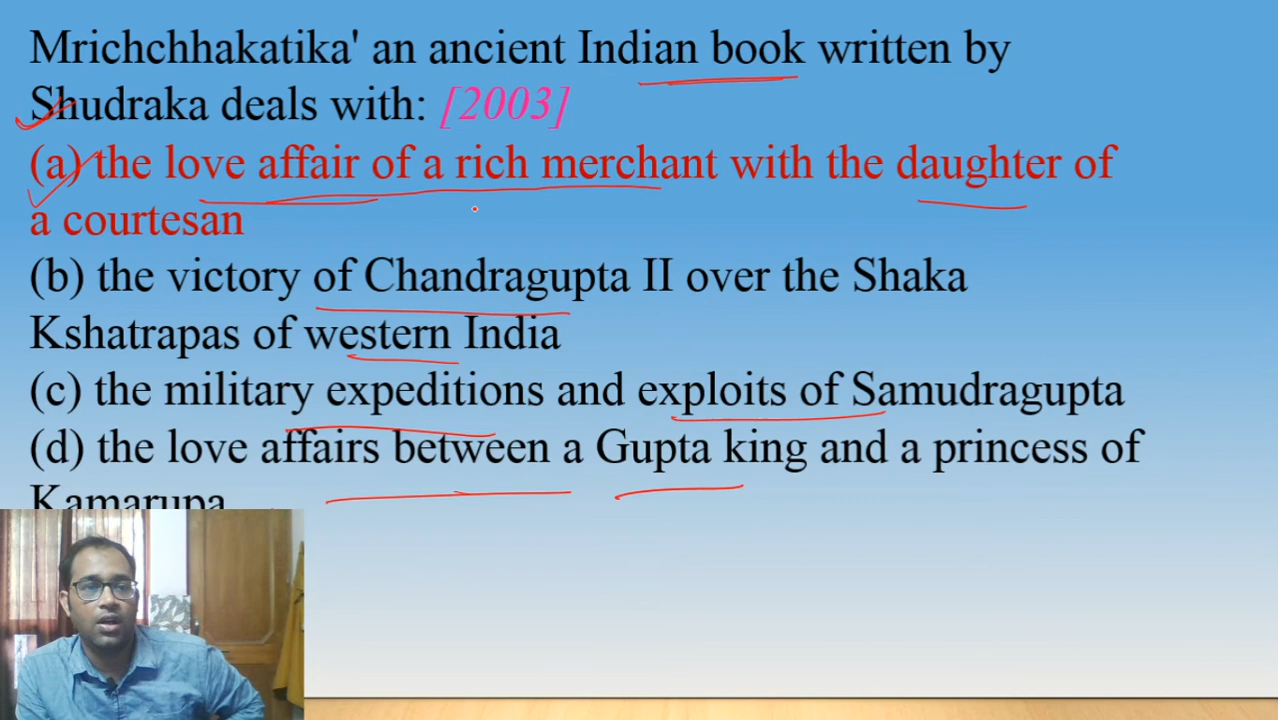 Mrichchhakatika' an ancient Indian book written by
Shudraka deals with: [2003]
(a) the love affair of a rich merchant with the daughter of
a courtesan
(b) the victory of Chandragupta II over the Shaka
Kshatrapas of western India
(c) the military expeditions and exploits of Samudragupta
(d) the love affairs between a Gupta king and a princess of
Kamarupa